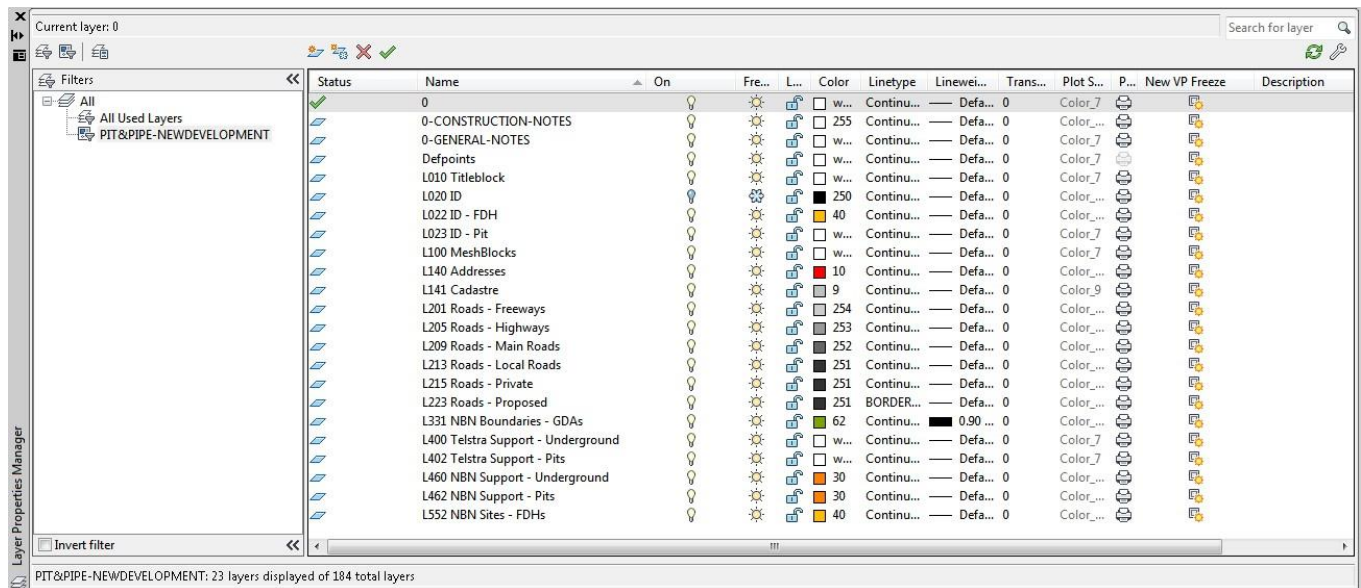 Current layer: 0
Search for layer
Filters
All
All Used Layers
PIT&PIPE-NEWDEVELOPMENT
Invert filter
Layer Properties Manager
Status Name On Fre... L... Color Linetype Linewei... Trans... Plot S... P... New VP Freeze Description
0 w... Continu... Defa... 0 Color_7
0-CONSTRUCTION-NOTES 255 Continu... Defa... 0 Color_...
0-GENERAL-NOTES w... Continu... Defa... 0 Color_7
Defpoints w... Continu... Defa... 0 Color_7
L010 Titleblock w... Continu... Defa... 0 Color_7
L020 ID 250 Continu... Defa... 0 Color_...
L022 ID - FDH 40 Continu... Defa... 0 Color_...
L023 ID - Pit w... Continu... Defa... 0 Color_7
L100 MeshBlocks w... Continu... Defa... 0 Color_7
L140 Addresses 10 Continu... Defa... 0 Color_...
L141 Cadastre 9 Continu... Defa... 0 Color_9
L201 Roads - Freeways 254 Continu... Defa... 0 Color_...
L205 Roads - Highways 253 Continu... Defa... 0 Color_...
L209 Roads - Main Roads 252 Continu... Defa... 0 Color_...
L213 Roads - Local Roads 251 Continu... Defa... 0 Color_...
L215 Roads - Private 251 Continu... Defa... 0 Color_...
L223 Roads - Proposed 251 BORDER... Defa... 0 Color_...
L331 NBN Boundaries - GDAs 62 Continu... 0.90 ... 0 Color_...
L400 Telstra Support - Underground w... Continu... Defa... 0 Color_7
L402 Telstra Support - Pits w... Continu... Defa... 0 Color_7
L460 NBN Support - Underground 30 Continu... Defa... 0 Color_...
L462 NBN Support - Pits 30 Continu... Defa... 0 Color_...
L552 NBN Sites - FDHs 40 Continu... Defa... 0 Color_...
PIT&PIPE-NEWDEVELOPMENT: 23 layers displayed of 184 total layers